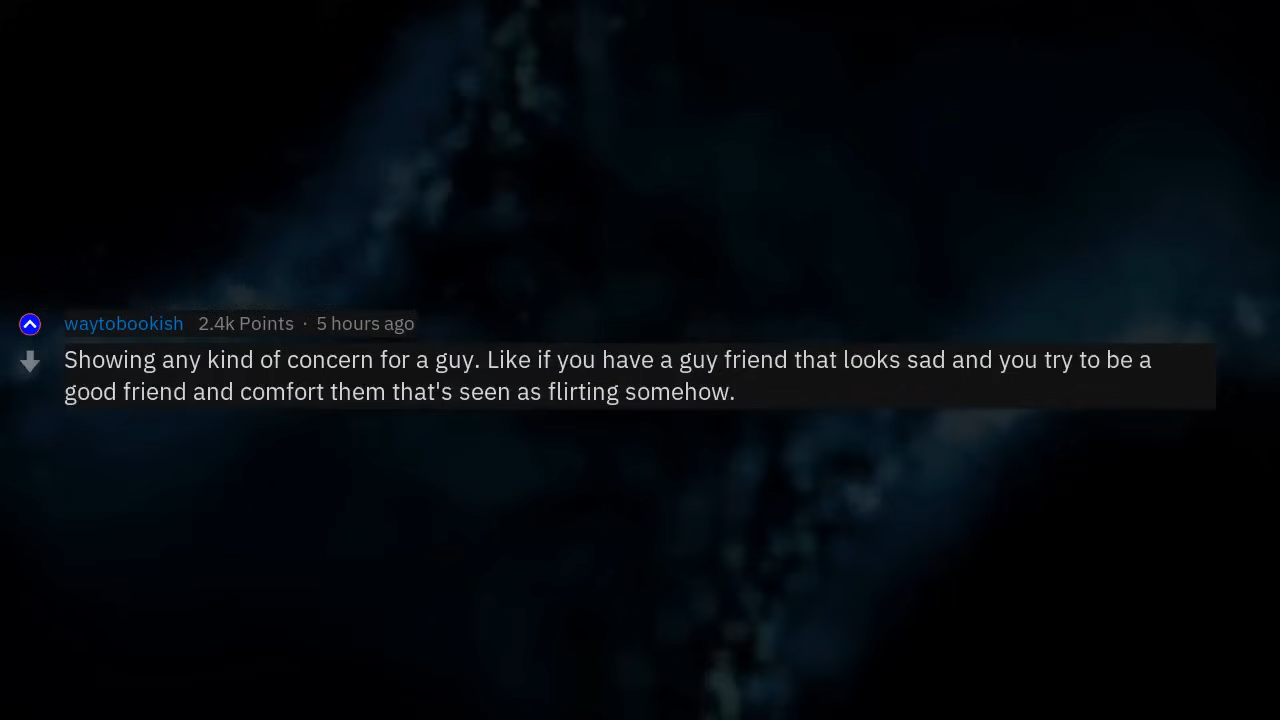 waytobookish 2.4k Points · 5 hours ago
Showing any kind of concern for a guy. Like if you have a guy friend that looks sad and you try to be a
good friend and comfort them that's seen as flirting somehow.